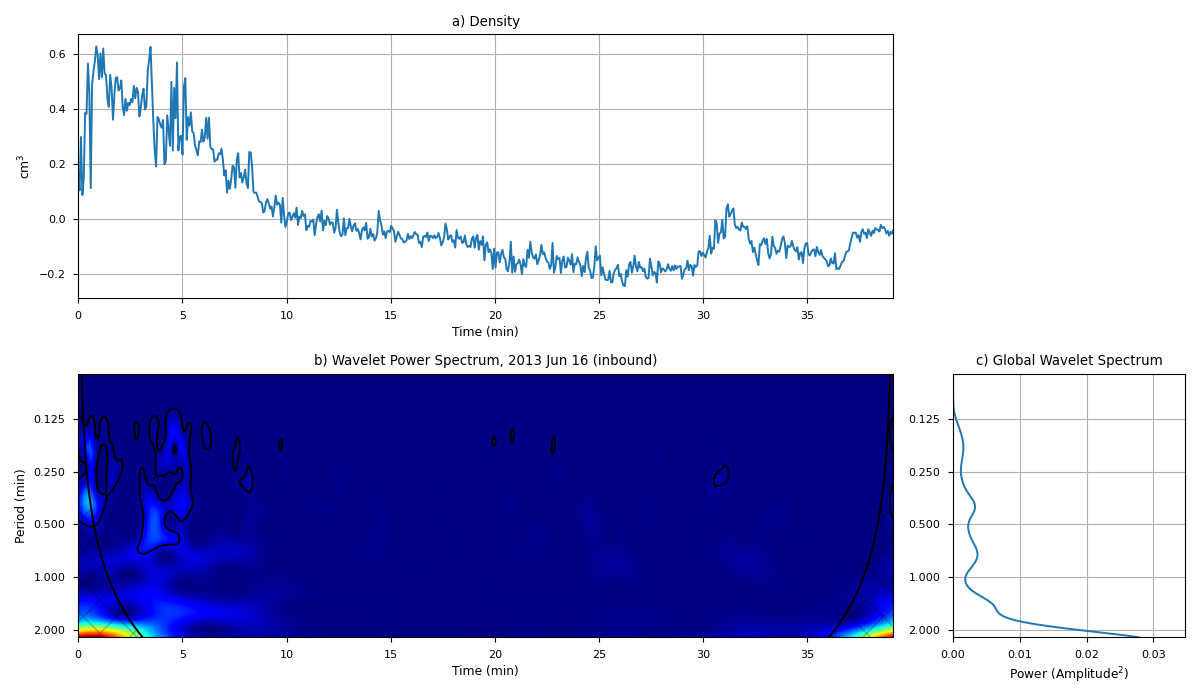 a) Density
0.6
0.4
0.2
0.0
−0.2
cm³
0 5 10 15 20 25 30 35
Time (min)
b) Wavelet Power Spectrum, 2013 Jun 16 (inbound)
0.125
0.250
0.500
1.000
2.000
Period (min)
0 5 10 15 20 25 30 35
Time (min)
c) Global Wavelet Spectrum
0.125
0.250
0.500
1.000
2.000
0.00 0.01 0.02 0.03
Power (Amplitude²)